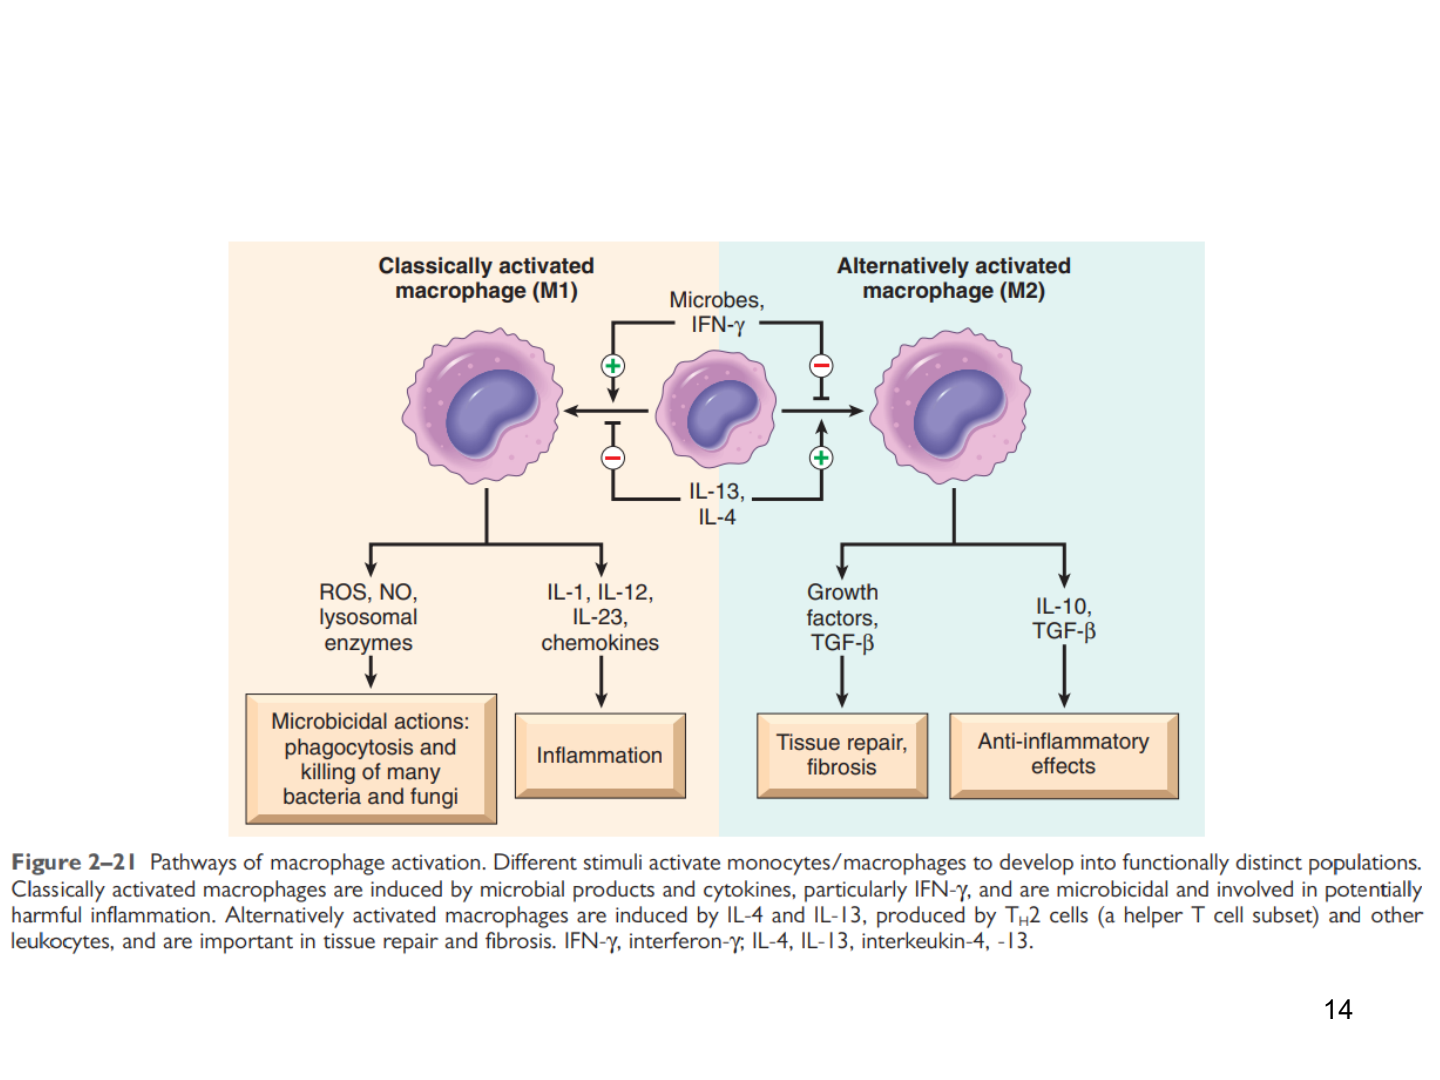 Classically activated
macrophage (M1)
Alternatively activated
macrophage (M2)
Microbes,
IFN-γ
+
−
−
+
IL-13,
IL-4
ROS, NO,
lysosomal
enzymes
IL-1, IL-12,
IL-23,
chemokines
Growth
factors,
TGF-β
IL-10,
TGF-β
Microbicidal actions:
phagocytosis and
killing of many
bacteria and fungi
Inflammation
Tissue repair,
fibrosis
Anti-inflammatory
effects
Figure 2–21 Pathways of macrophage activation. Different stimuli activate monocytes/macrophages to develop into functionally distinct populations.
Classically activated macrophages are induced by microbial products and cytokines, particularly IFN-γ, and are microbicidal and involved in potentially
harmful inflammation. Alternatively activated macrophages are induced by IL-4 and IL-13, produced by TH2 cells (a helper T cell subset) and other
leukocytes, and are important in tissue repair and fibrosis. IFN-γ, interferon-γ; IL-4, IL-13, interkeukin-4, -13.
14